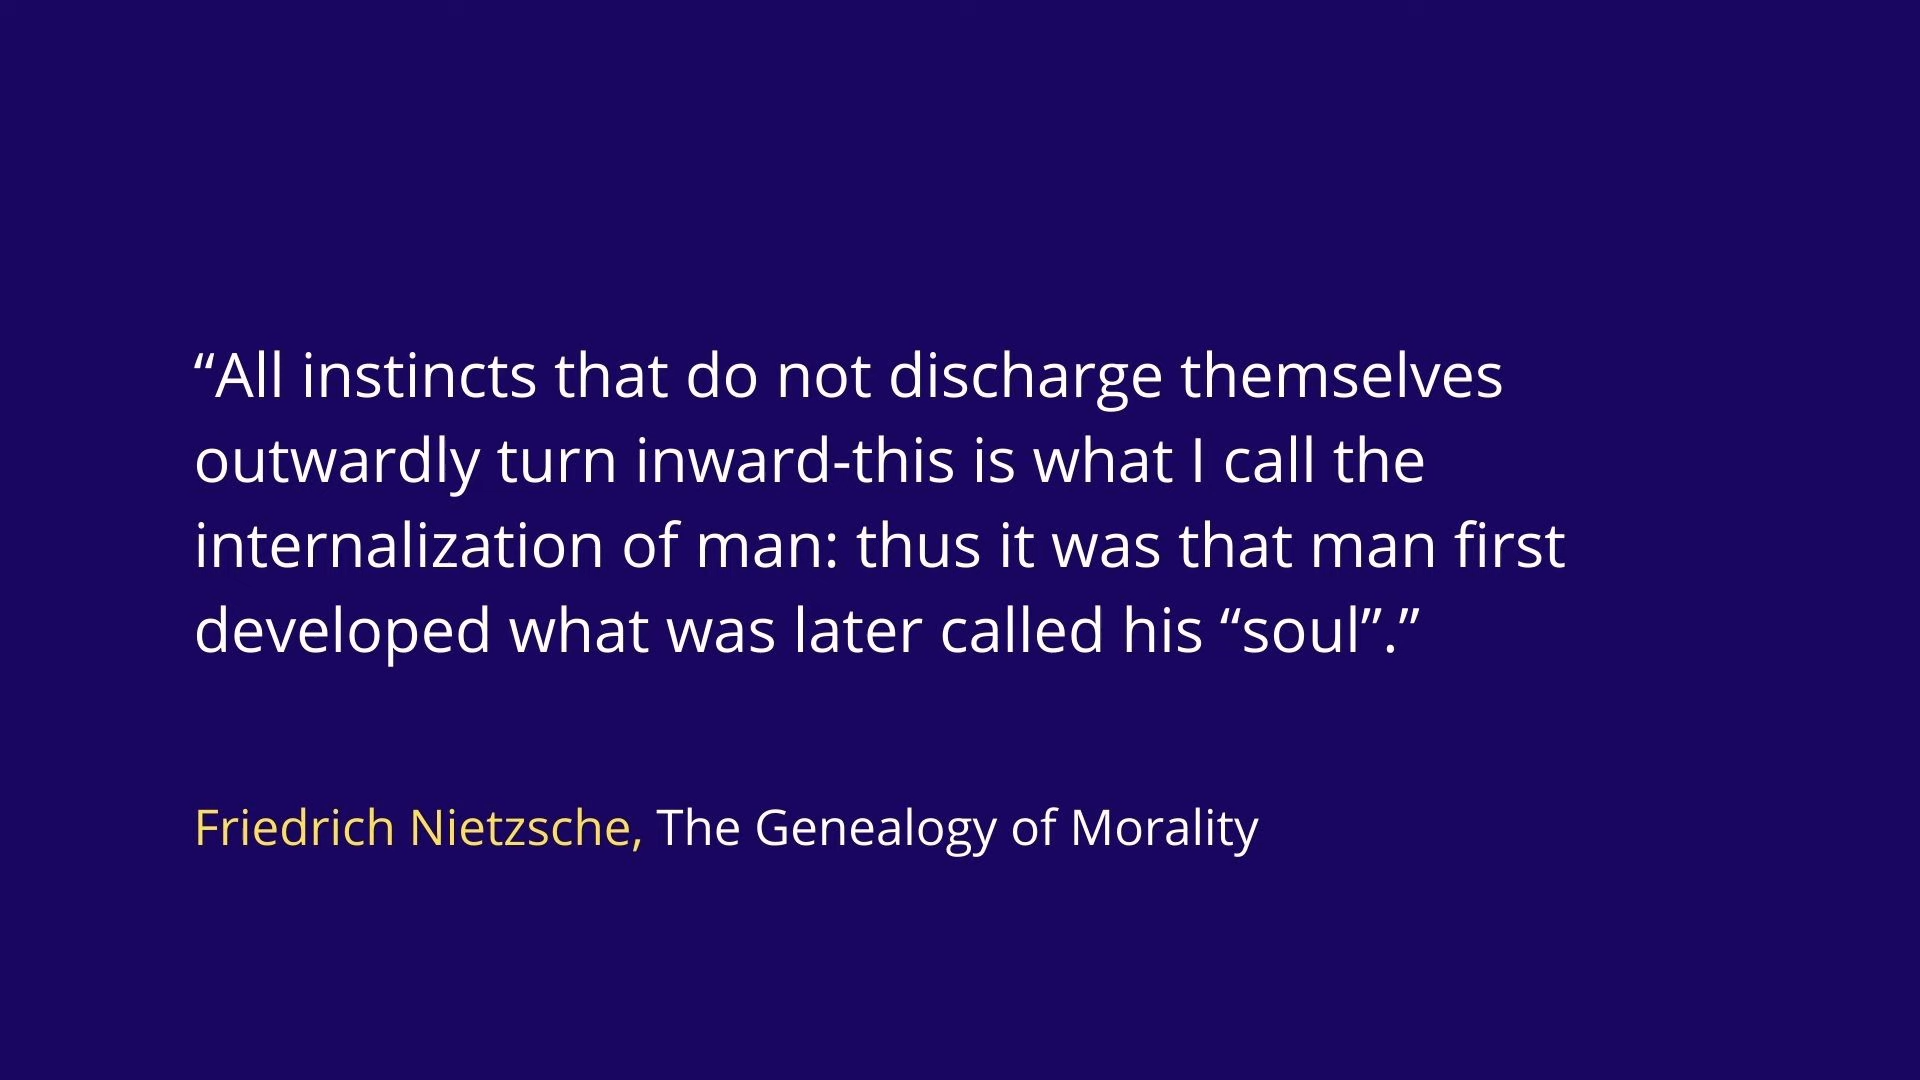 “All instincts that do not discharge themselves
outwardly turn inward-this is what I call the
internalization of man: thus it was that man first
developed what was later called his “soul”.”
Friedrich Nietzsche, The Genealogy of Morality